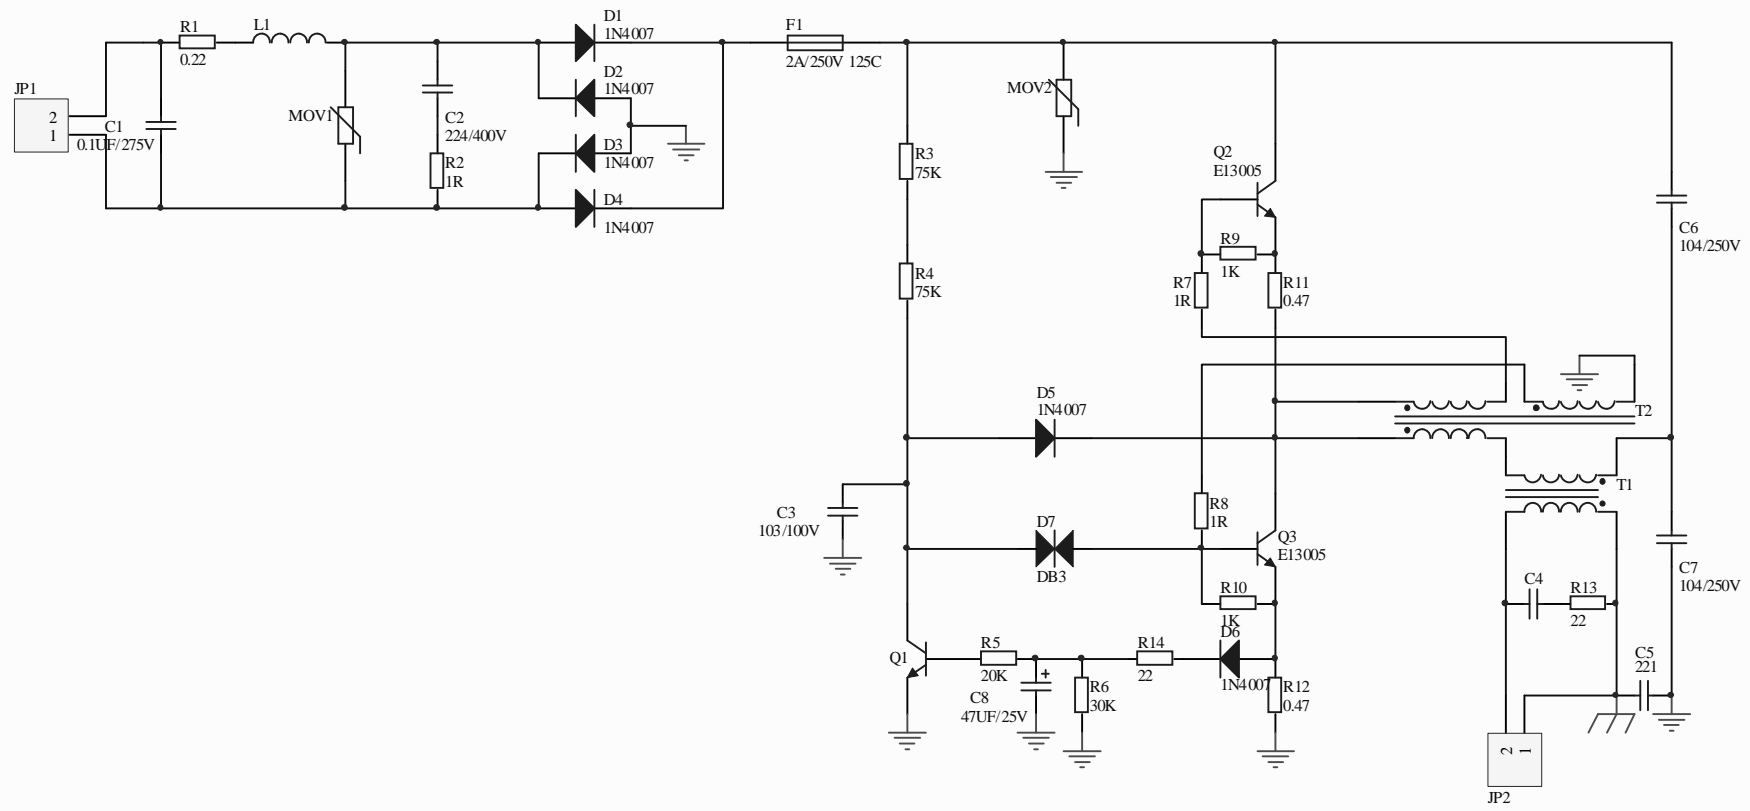 JP1
2
1
C1
0.1UF/275V
R1
0.22
L1
MOV1
C2
224/400V
R2
1R
D1
1N4007
D2
1N4007
D3
1N4007
D4
1N4007
F1
2A/250V 125C
MOV2
R3
75K
R4
75K
Q2
E13005
R9
1K
R7
1R
R11
0.47
C6
104/250V
T2
D5
1N4007
T1
C3
103/100V
D7
DB3
R8
1R
Q3
E13005
R10
1K
C7
104/250V
C4
R13
22
Q1
R5
20K
C8
47UF/25V
+
R6
30K
R14
22
D6
1N4007
R12
0.47
C5
221
2
1
JP2